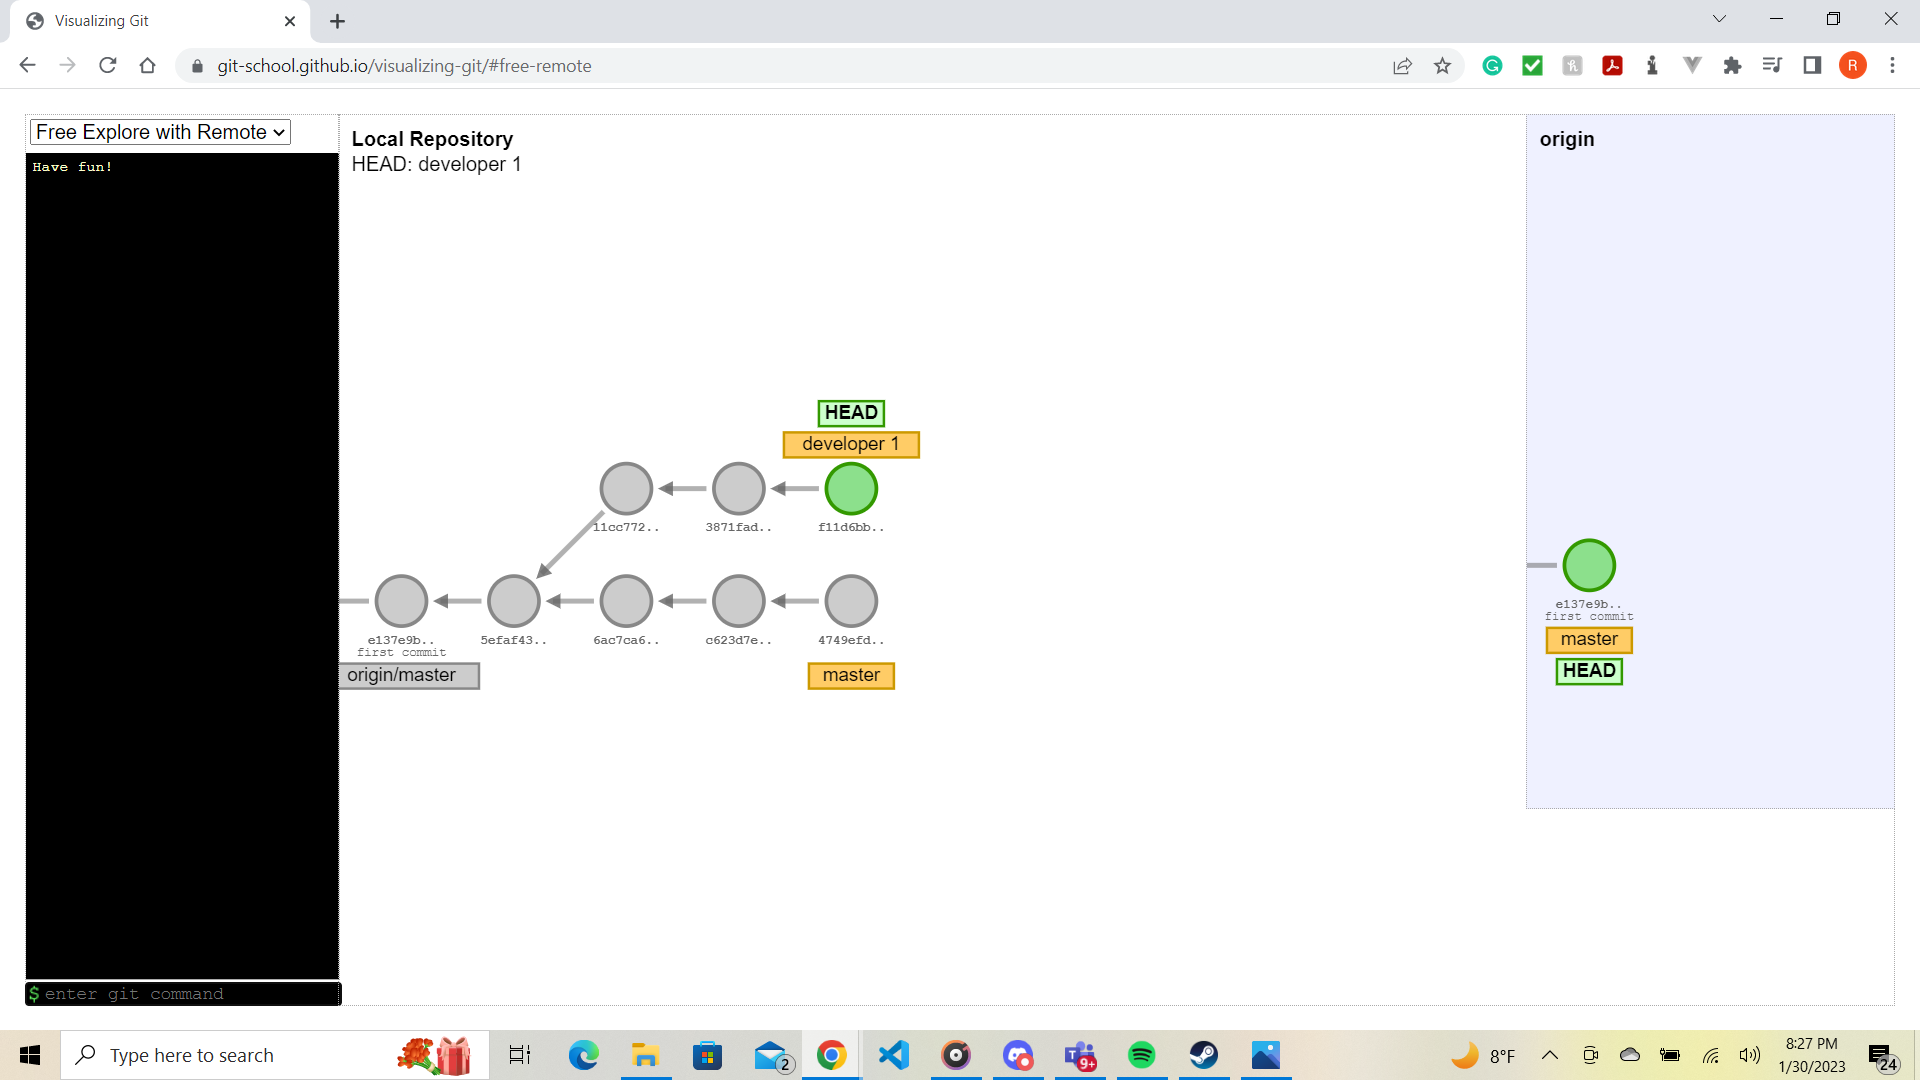 Visualizing Git
git-school.github.io/visualizing-git/#free-remote
R
Free Explore with Remote
Have fun!
$ enter git command
Local Repository
HEAD: developer 1
HEAD
developer 1
11cc772..
3871fad..
f11d6bb..
e137e9b..
first commit
5efaf43..
6ac7ca6..
c623d7e..
4749efd..
origin/master
master
origin
e137e9b..
first commit
master
HEAD
Type here to search
2
9+
8°F
8:27 PM
1/30/2023
24